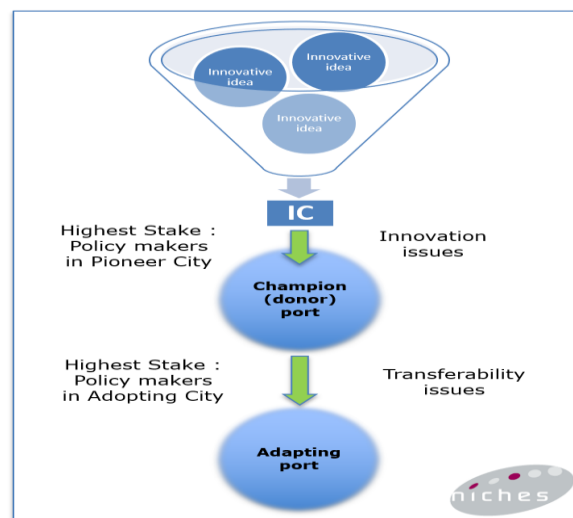 Innovative
idea
Innovative
idea
Innovative
idea
IC
Highest Stake :
Policy makers
in Pioneer City
Innovation
issues
Champion
(donor)
port
Highest Stake :
Policy makers
in Adopting City
Transferability
issues
Adapting
port
niches